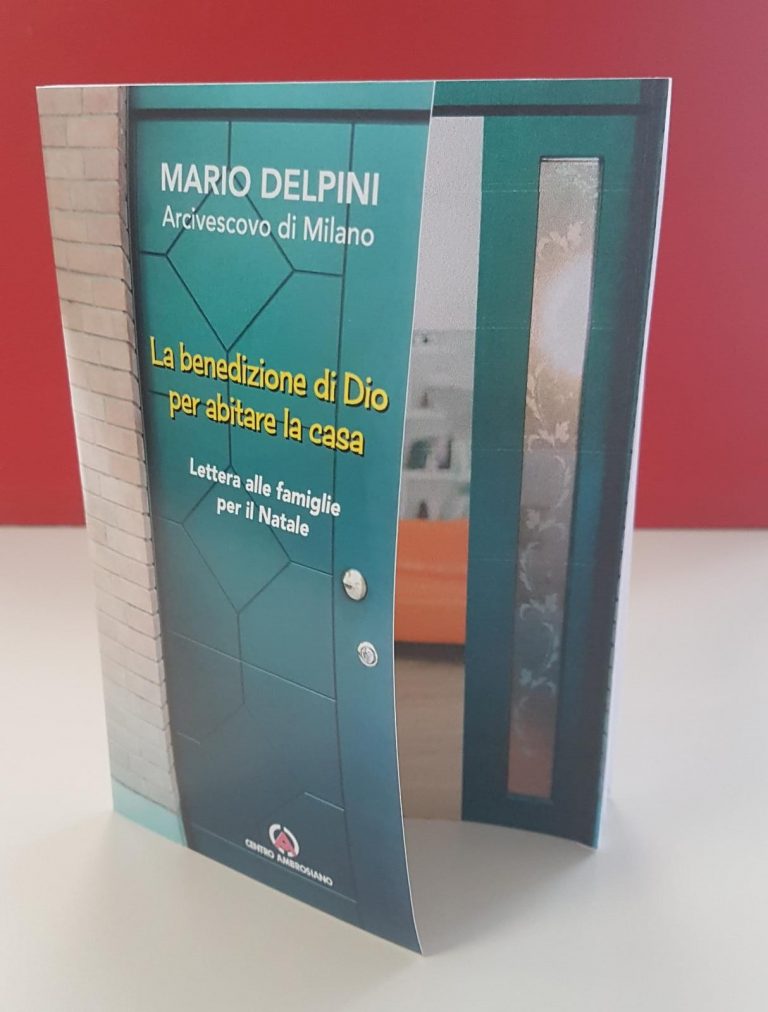 MARIO DELPINI
Arcivescovo di Milano
La benedizione di Dio
per abitare la casa
Lettera alle famiglie
per il Natale
CENTRO AMBROSIANO